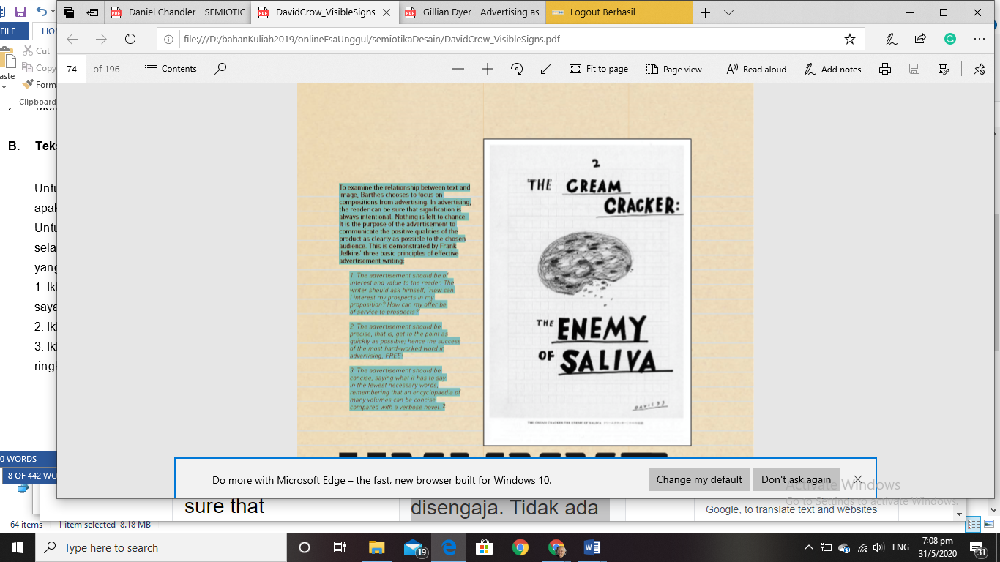 Daniel Chandler - SEMIOTIC
DavidCrow_VisibleSigns
Gillian Dyer - Advertising as
Logout Berhasil
FILE
HO
Cut
Copy
aste
Form
Clipboard
file:///D:/bahanKuliah2019/onlineEsaUnggul/semiotikaDesain/DavidCrow_VisibleSigns.pdf
74 of 196
Contents
Fit to page
Page view
Read aloud
Add notes
B. Teks
Untu
apak
Untu
sela
yang
1. Iki
saya
2. Iki
3. Iki
ringk
To examine the relationship between text and
image, Barthes chooses to focus on
compositions from advertising. In advertising,
the reader can be sure that signification is
always intentional. Nothing is left to chance.
It is the purpose of the advertisement to
communicate the positive qualities of the
product as clearly as possible to the chosen
audience. This is demonstrated by Frank
Jefkins' three basic principles of effective
advertisement writing:
1. The advertisement should be of
interest and value to the reader. The
writer should ask himself, How can
I interest my prospects in my
proposition? How can my offer be
of service to prospects?
2. The advertisement should be
precise, that is, get to the point as
quickly as possible; hence the success
of the most hard-worked word in
advertising, FREE!
3. The advertisement should be
concise, saying what it has to say
in the fewest necessary words,
remembering that an encyclopaedia of
many volumes can be concise
compared with a verbose novel. ?
2
THE CREAM
CRACKER:
THE ENEMY
OF SALIVA
THE CREAM CRACKER:THE ENEMY OF SALIVA
0 WORDS
8 OF 442 WO
Do more with Microsoft Edge – the fast, new browser built for Windows 10.
Change my default
Don't ask again
Activate Windows
Go to Settings to activate Windows.
sure that
disengaja. Tidak ada
Google, to translate text and websites
64 items 1 item selected 8.18 MB
Type here to search
19
ENG
7:08 pm
31/5/2020
31